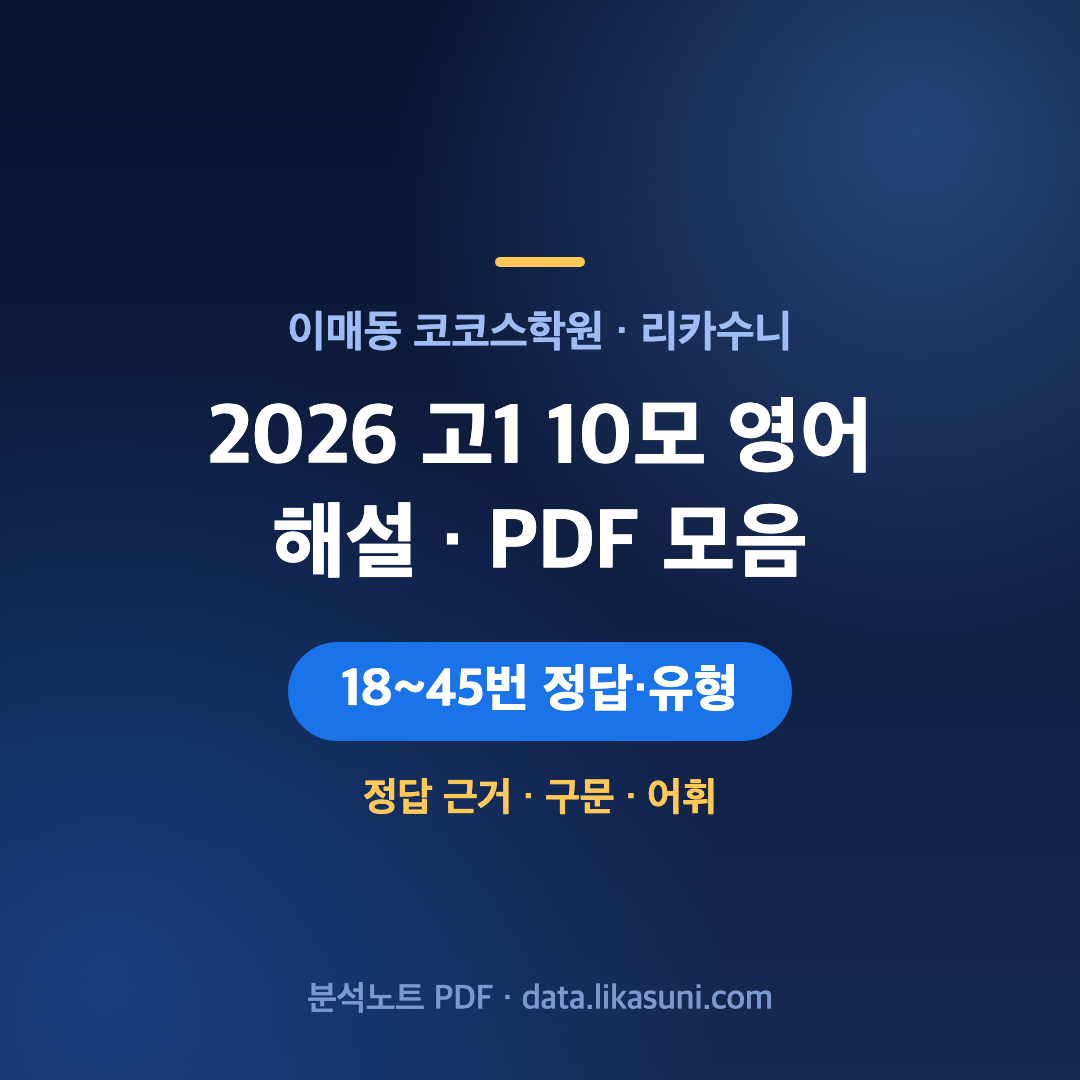 이매동 코코스학원 · 리카수니
2026 고1 10모 영어
해설 · PDF 모음
18~45번 정답·유형
정답 근거 · 구문 · 어휘
분석노트 PDF · data.likasuni.com